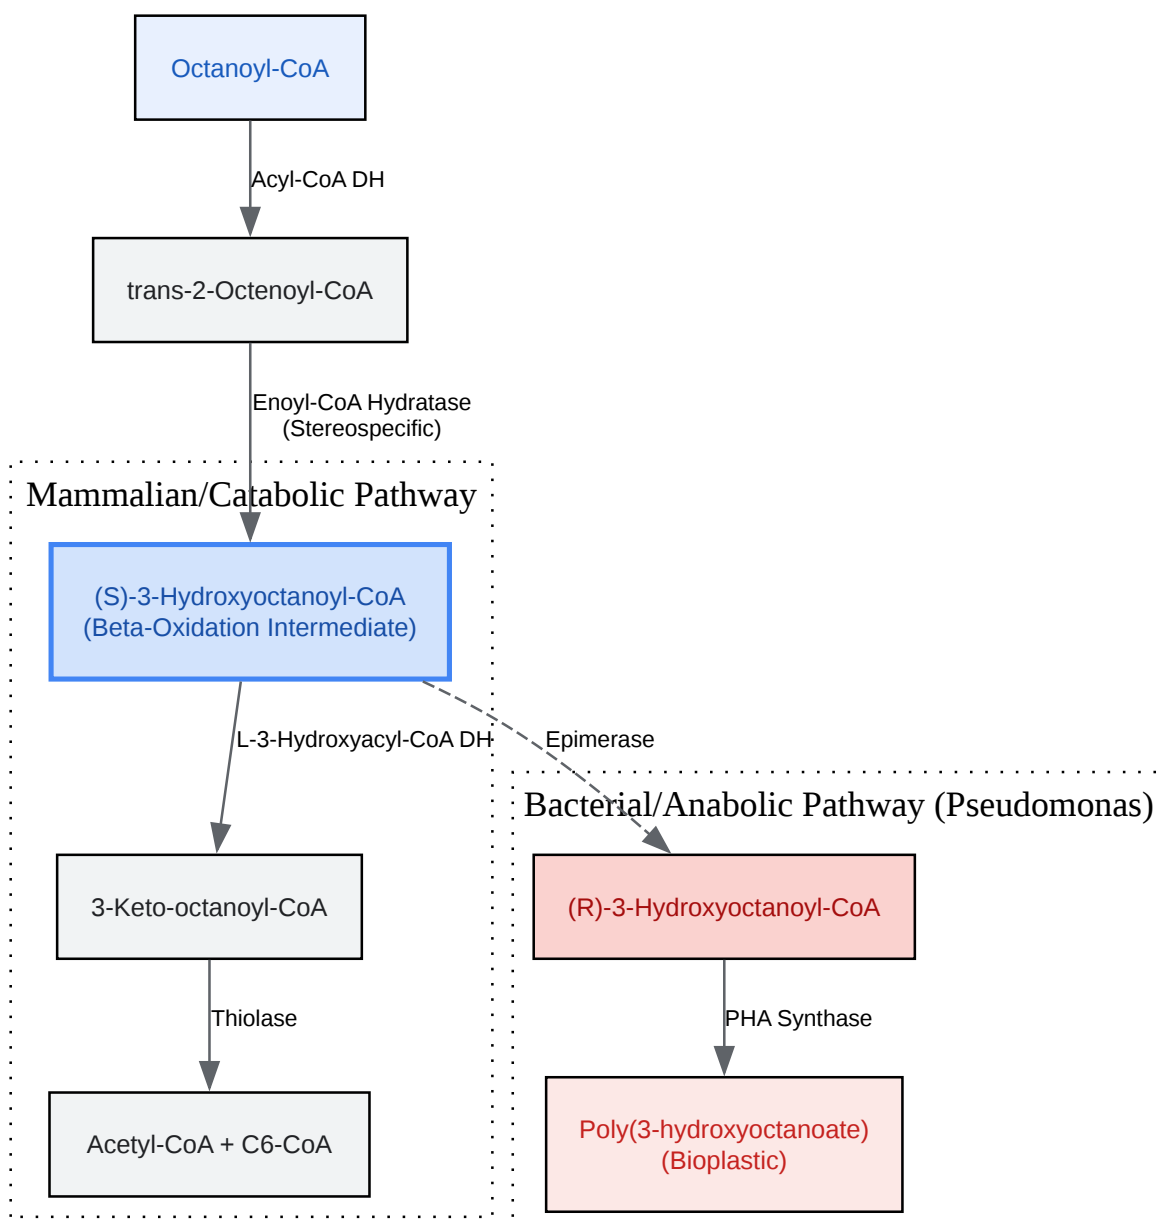 Octanoyl-CoA
Acyl-CoA DH
trans-2-Octenoyl-CoA
Enoyl-CoA Hydratase
(Stereospecific)
Mammalian/Catabolic Pathway
(S)-3-Hydroxyoctanoyl-CoA
(Beta-Oxidation Intermediate)
L-3-Hydroxyacyl-CoA DH
Epimerase
Bacterial/Anabolic Pathway (Pseudomonas)
3-Keto-octanoyl-CoA
(R)-3-Hydroxyoctanoyl-CoA
Thiolase
PHA Synthase
Acetyl-CoA + C6-CoA
Poly(3-hydroxyoctanoate)
(Bioplastic)